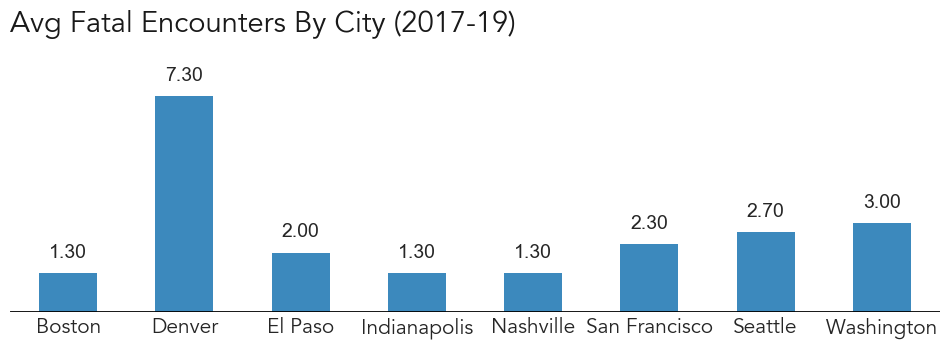 Avg Fatal Encounters By City (2017-19)
7.30
3.00
2.70
2.30
2.00
1.30
1.30
1.30
Boston
Denver
El Paso
Indianapolis
Nashville
San Francisco
Seattle
Washington